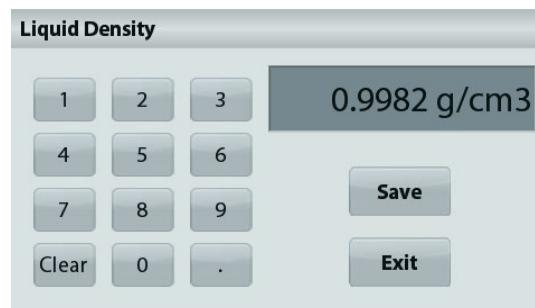 Liquid Density
1 2 3
0.9982 g/cm3
4 5 6
Save
7 8 9
Clear 0 .
Exit